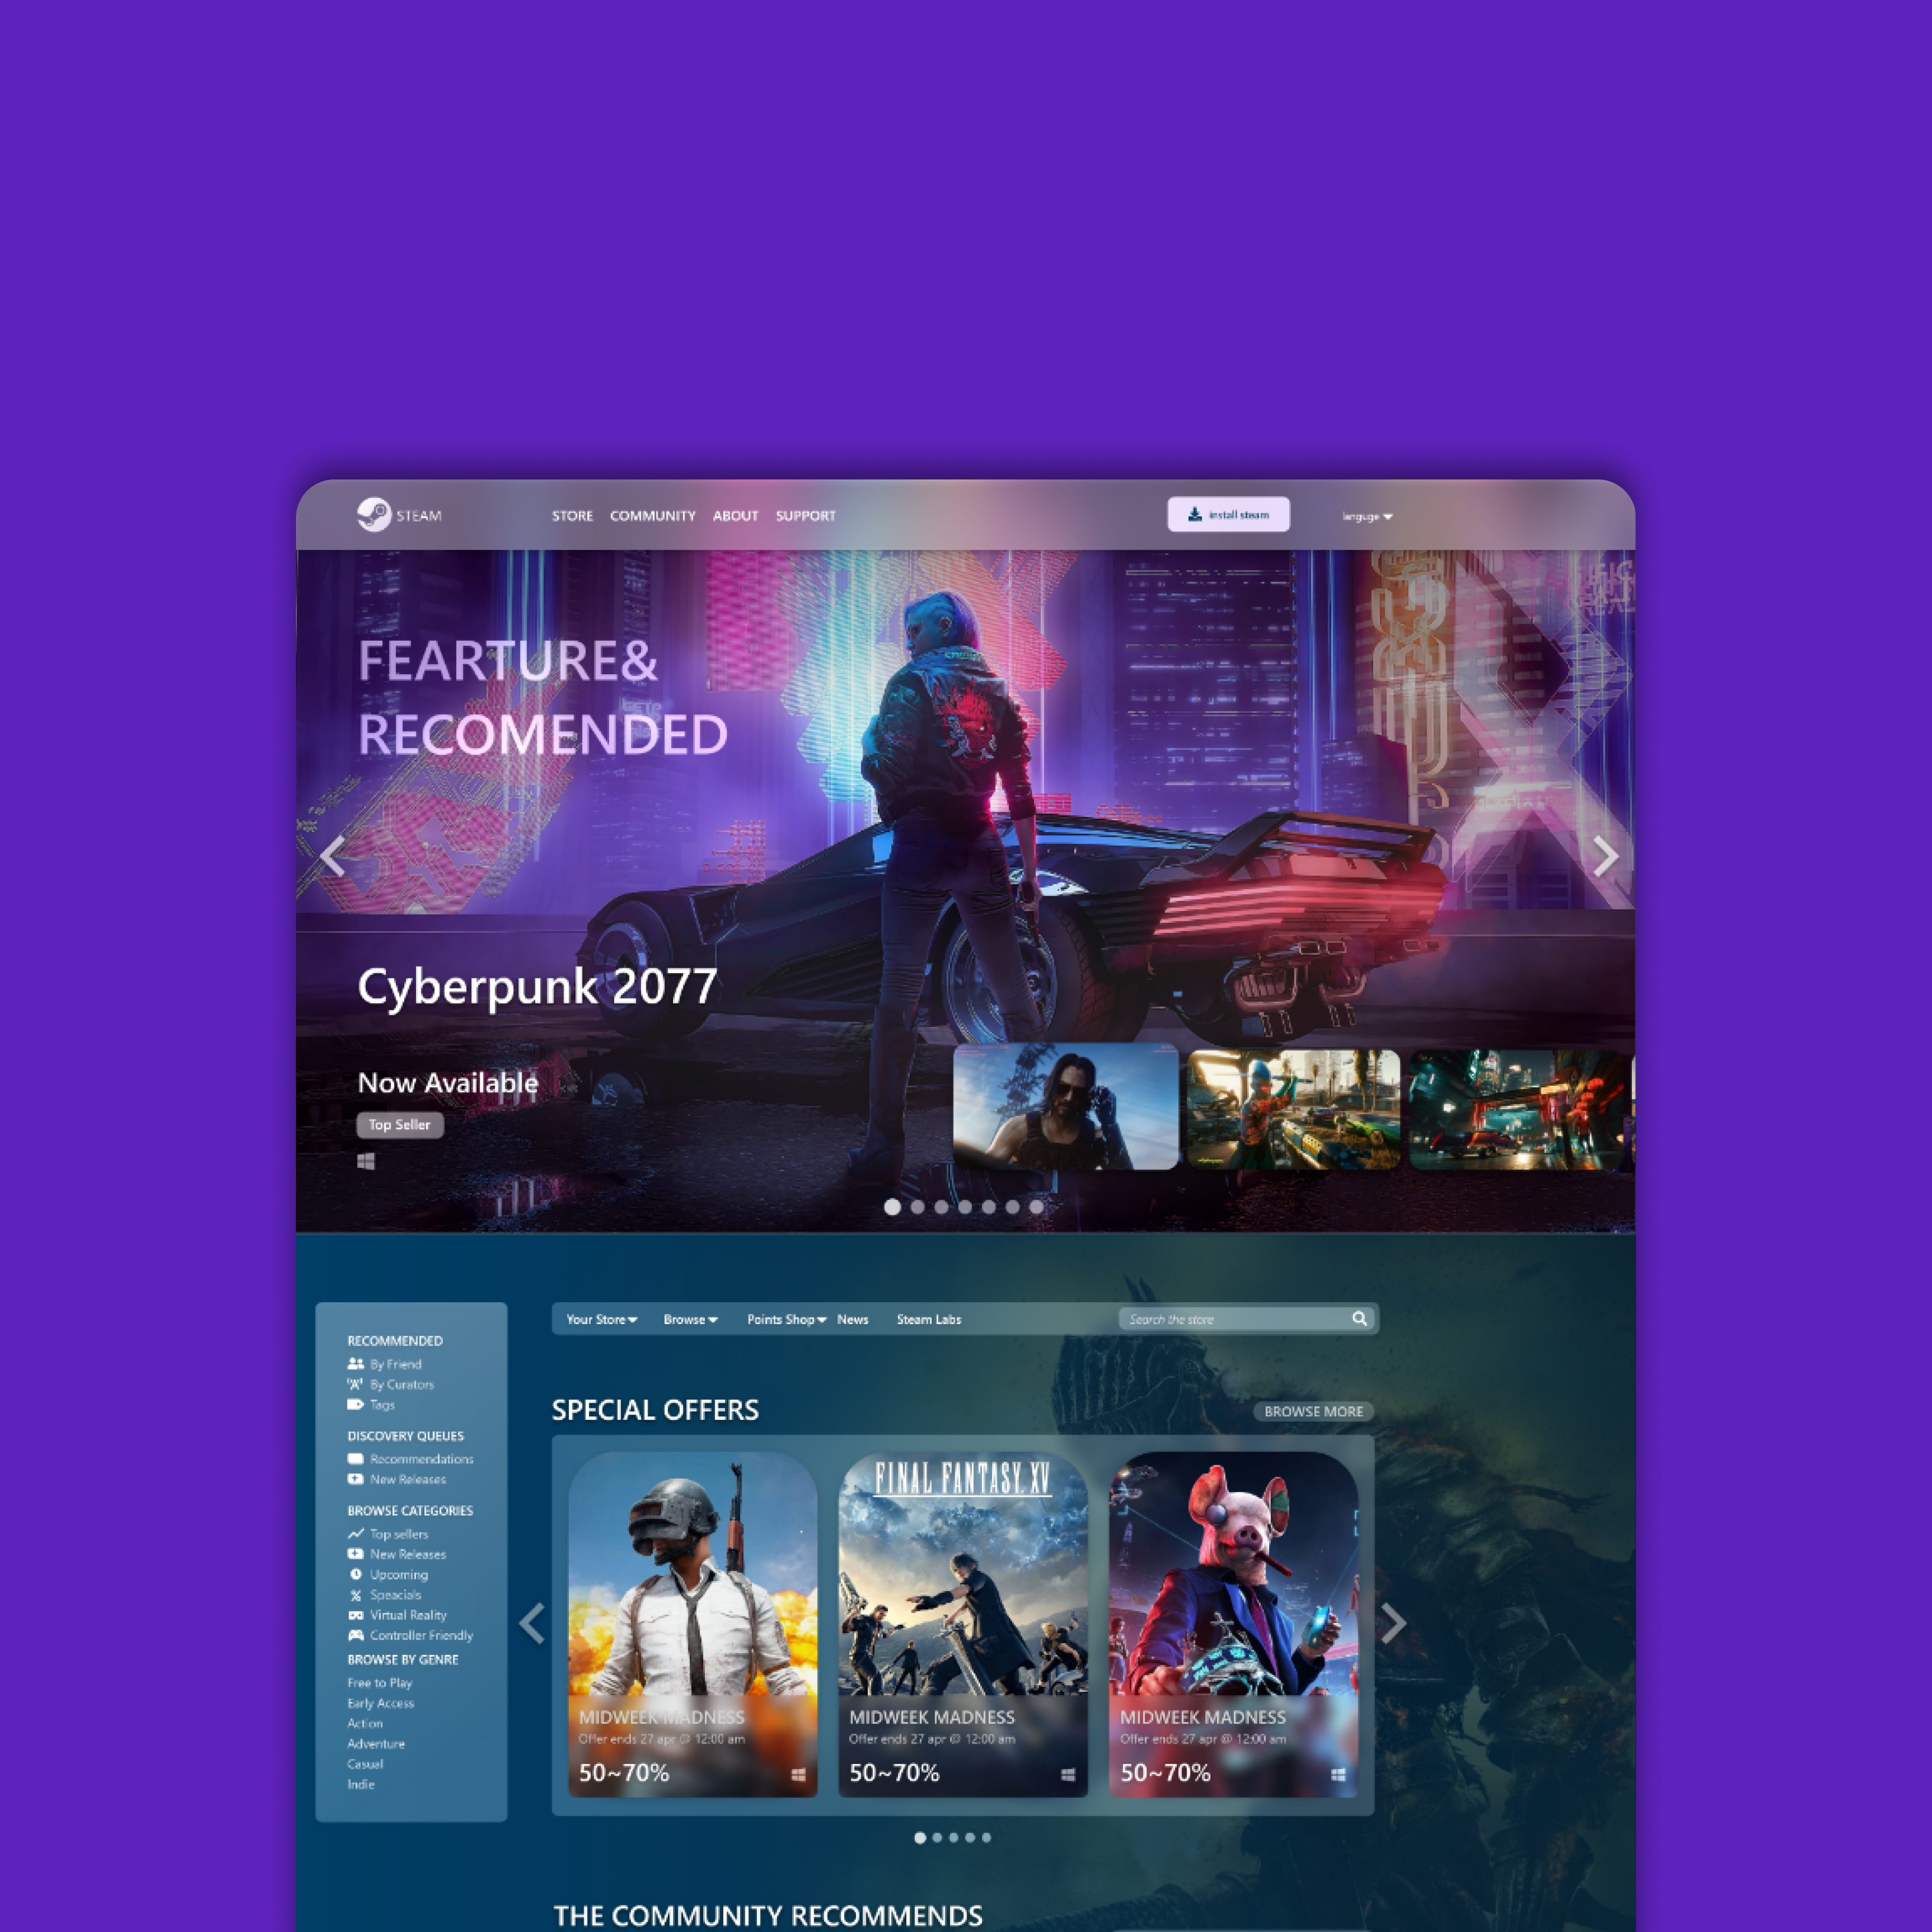 STEAM
STORE COMMUNITY ABOUT SUPPORT
install steam
languge
FEARTURE&
RECOMENDED
Cyberpunk 2077
Now Available
Top Seller
Your Store Browse Points Shop News Steam Labs
Search the store
RECOMMENDED
By Friend
By Curators
Tags
DISCOVERY QUEUES
Recommendations
New Releases
BROWSE CATEGORIES
Top sellers
New Releases
Upcoming
Speacials
Virtual Reality
Controller Friendly
BROWSE BY GENRE
Free to Play
Early Access
Action
Adventure
Casual
Indie
SPECIAL OFFERS
BROWSE MORE
MIDWEEK MADNESS
Offer ends 27 apr @ 12:00 am
50~70%
FINAL FANTASY XV
MIDWEEK MADNESS
Offer ends 27 apr @ 12:00 am
50~70%
MIDWEEK MADNESS
Offer ends 27 apr @ 12:00 am
50~70%
THE COMMUNITY RECOMMENDS